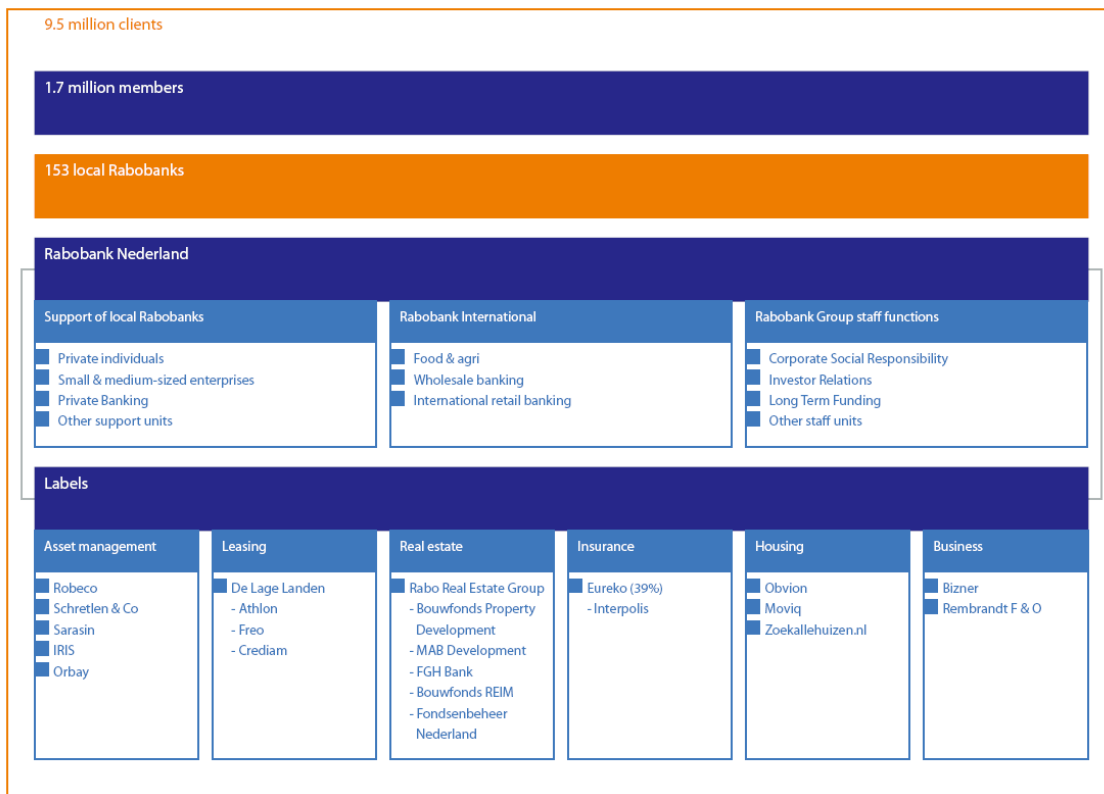 9.5 million clients
1.7 million members
153 local Rabobanks
Rabobank Nederland
Support of local Rabobanks
Private individuals
Small & medium-sized enterprises
Private Banking
Other support units
Rabobank International
Food & agri
Wholesale banking
International retail banking
Rabobank Group staff functions
Corporate Social Responsibility
Investor Relations
Long Term Funding
Other staff units
Labels
Asset management
Robeco
Schretlen & Co
Sarasin
IRIS
Orbay
Leasing
De Lage Landen
- Athlon
- Freo
- Crediam
Real estate
Rabo Real Estate Group
- Bouwfonds Property
Development
- MAB Development
- FGH Bank
- Bouwfonds REIM
- Fondsenbeheer
Nederland
Insurance
Eureko (39%)
- Interpolis
Housing
Obvion
Moviq
Zoekallehuizen.nl
Business
Bizner
Rembrandt F & O